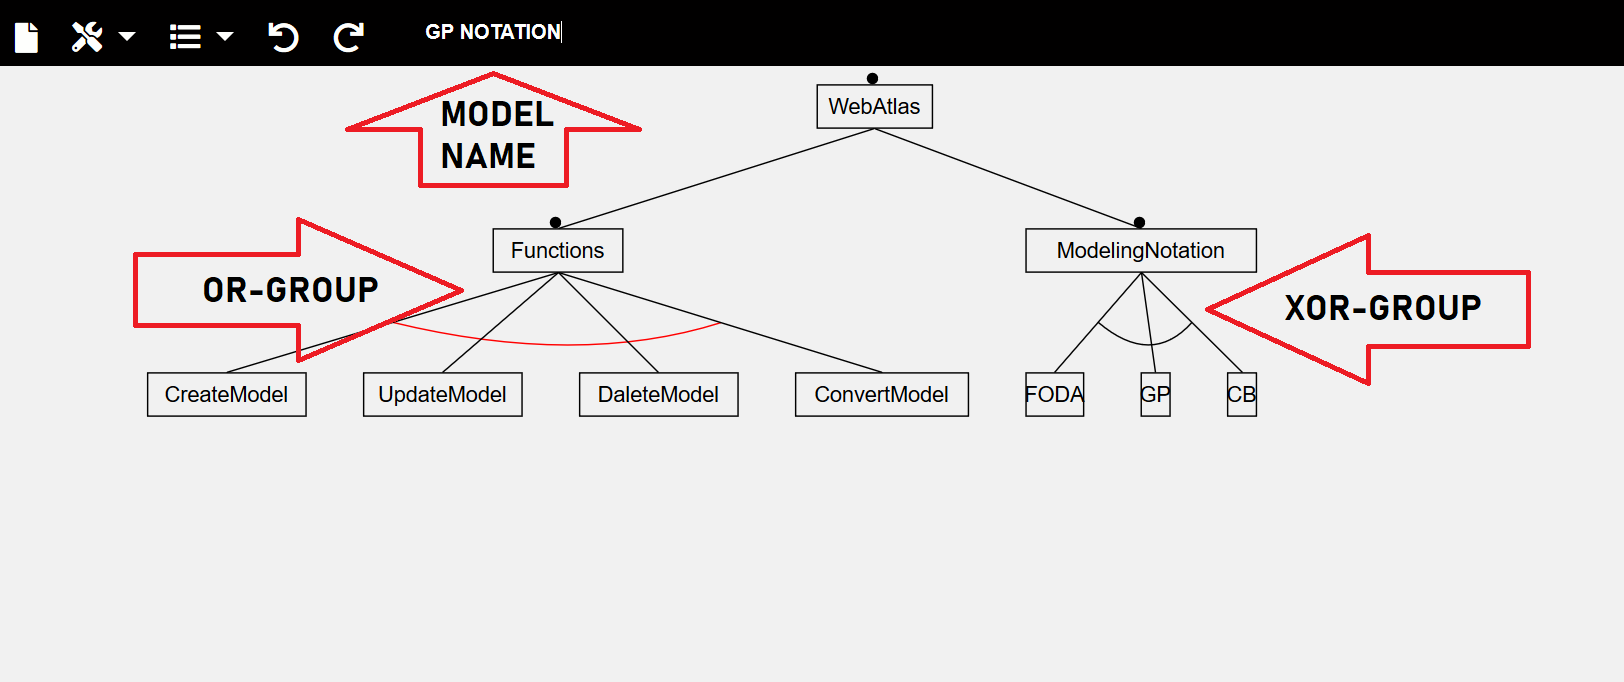 GP NOTATION
MODEL
NAME
WebAtlas
Functions
ModelingNotation
OR-GROUP
XOR-GROUP
CreateModel
UpdateModel
DaleteModel
ConvertModel
FODA
GP
CB